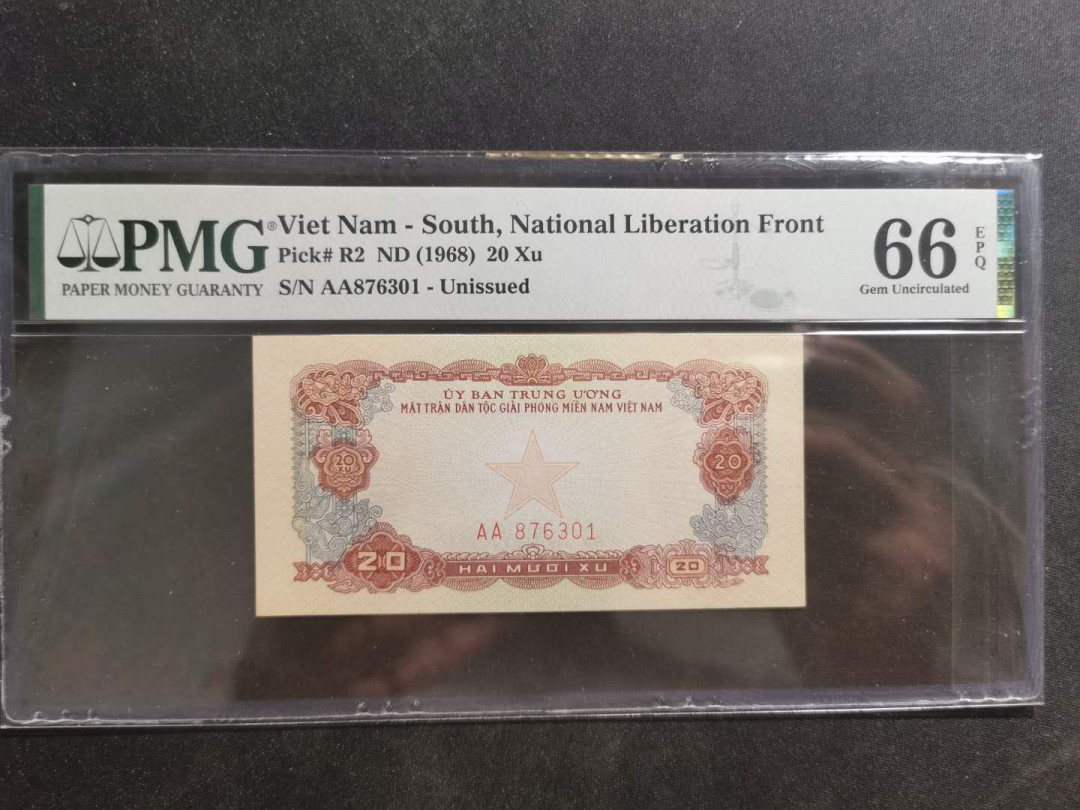 PMG®
PAPER MONEY GUARANTY
Viet Nam - South, National Liberation Front
Pick# R2 ND (1968) 20 Xu
S/N AA876301 - Unissued
66
EPQ
Gem Uncirculated
ỦY BAN TRUNG ƯƠNG
MẶT TRẬN DÂN TỘC GIẢI PHÓNG MIỀN NAM VIỆT NAM
20
XU
20
AA 876301
20
HAI MƯƠI XU
20